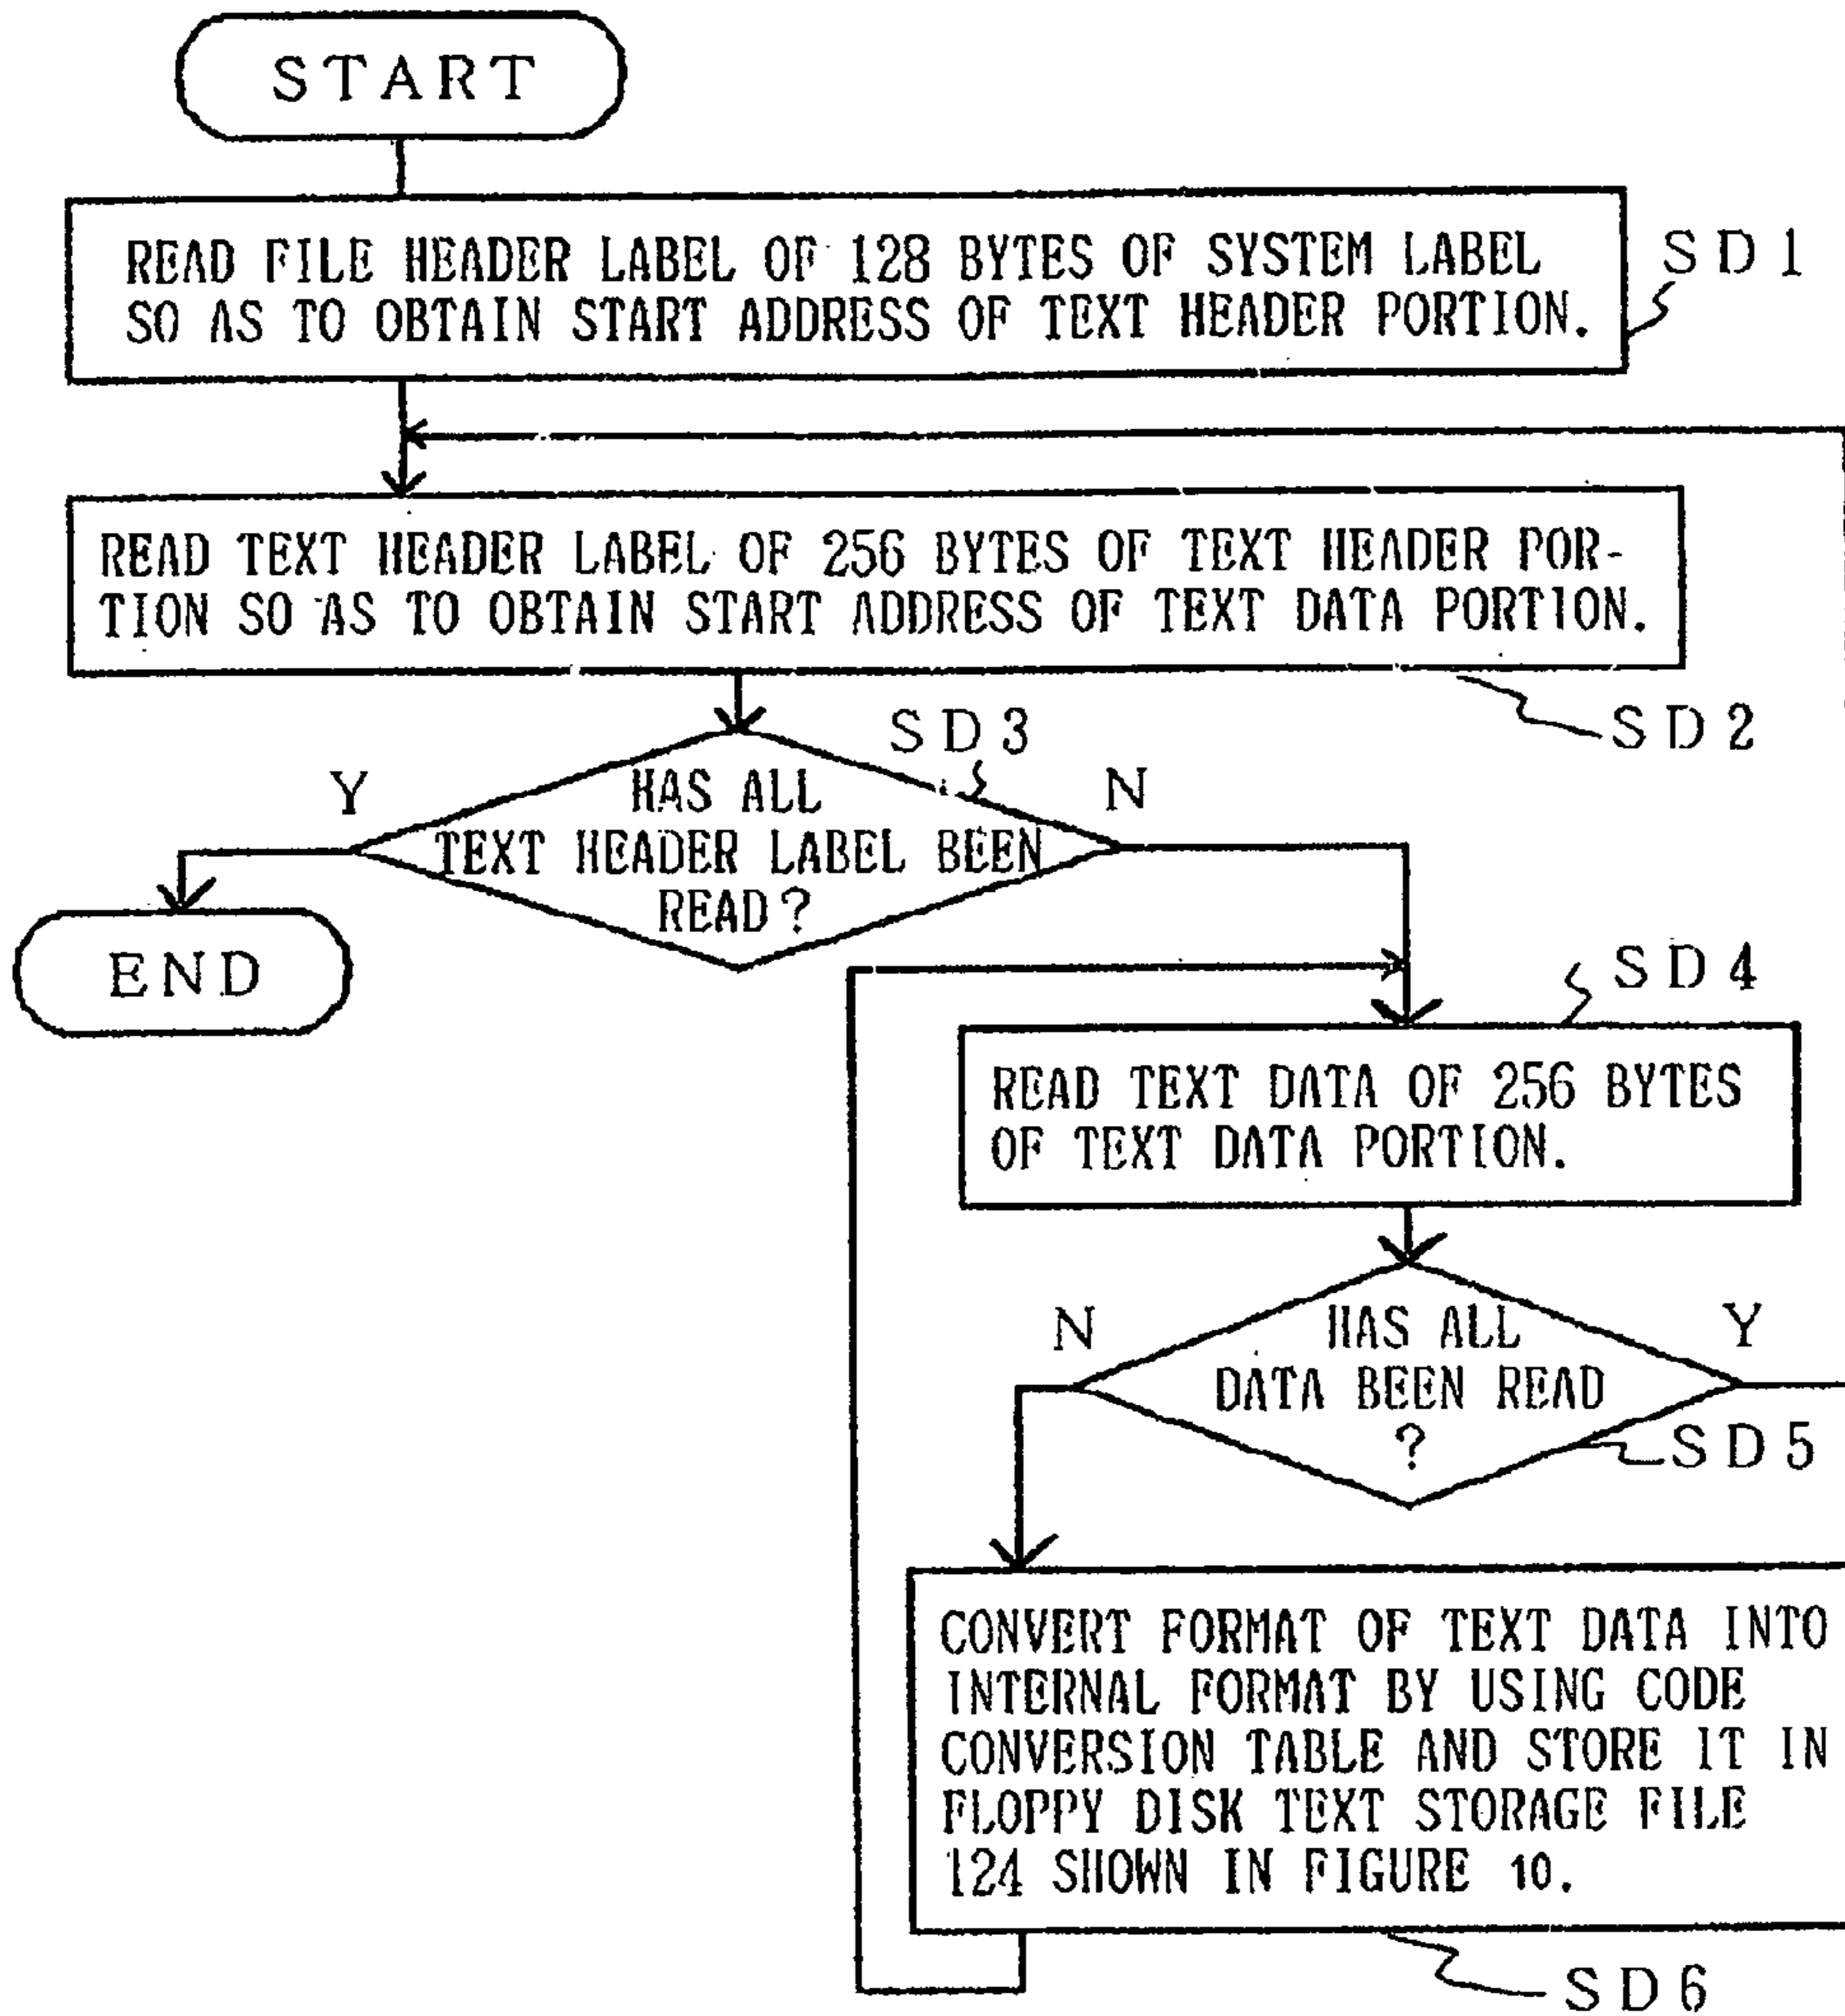 START
READ FILE HEADER LABEL OF 128 BYTES OF SYSTEM LABEL
SO AS TO OBTAIN START ADDRESS OF TEXT HEADER PORTION.
SD1
READ TEXT HEADER LABEL OF 256 BYTES OF TEXT HEADER POR-
TION SO AS TO OBTAIN START ADDRESS OF TEXT DATA PORTION.
SD2
SD3
Y
HAS ALL
TEXT HEADER LABEL BEEN
READ?
N
END
SD4
READ TEXT DATA OF 256 BYTES
OF TEXT DATA PORTION.
N
HAS ALL
DATA BEEN READ
?
Y
SD5
CONVERT FORMAT OF TEXT DATA INTO
INTERNAL FORMAT BY USING CODE
CONVERSION TABLE AND STORE IT IN
FLOPPY DISK TEXT STORAGE FILE
124 SHOWN IN FIGURE 10.
SD6